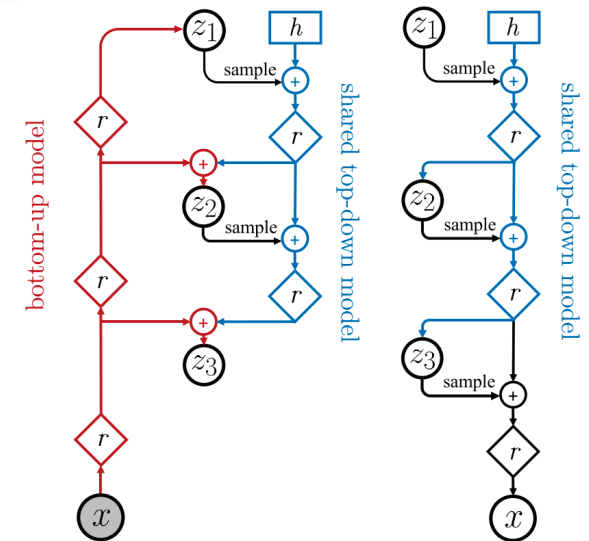 z1
h
sample
+
r
r
bottom-up model
shared top-down model
+
z2
sample
+
r
r
+
z3
r
x
z1
h
sample
+
r
shared top-down model
z2
sample
+
r
z3
sample
+
r
x